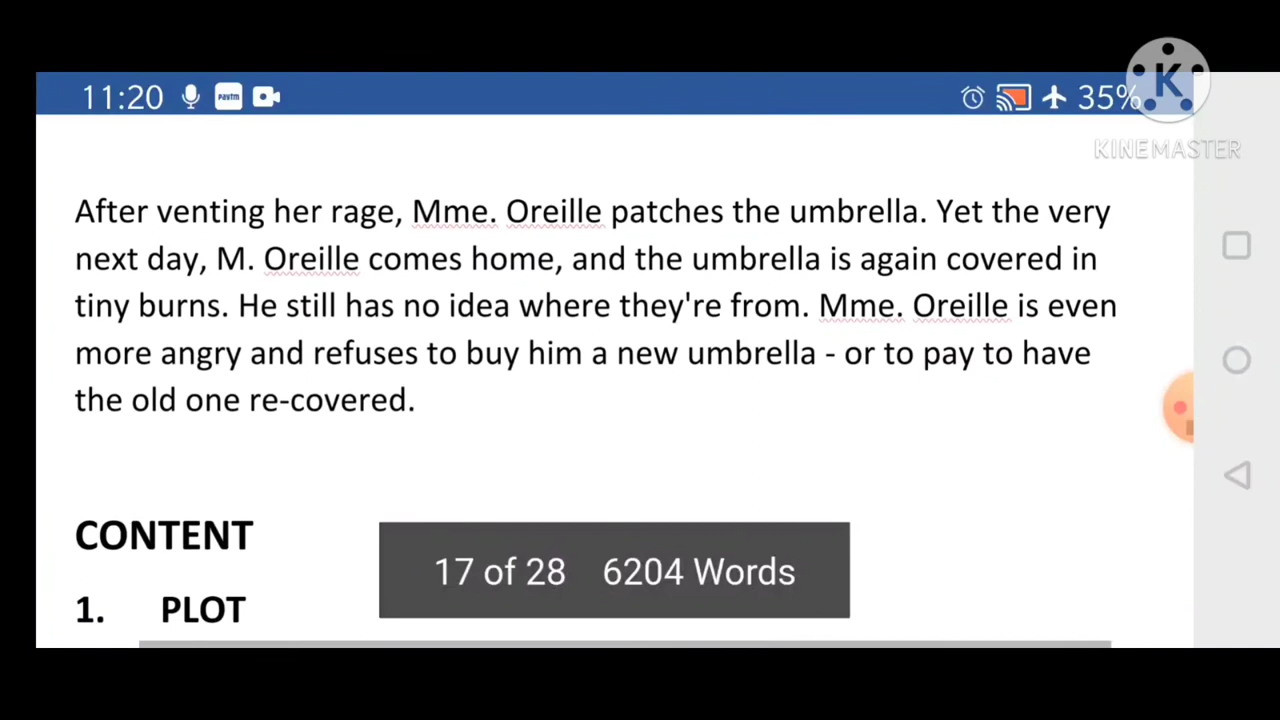 11:20 paytm 35%
K
KINEMASTER
After venting her rage, Mme. Oreille patches the umbrella. Yet the very
next day, M. Oreille comes home, and the umbrella is again covered in
tiny burns. He still has no idea where they're from. Mme. Oreille is even
more angry and refuses to buy him a new umbrella - or to pay to have
the old one re-covered.
CONTENT
17 of 28 6204 Words
1. PLOT